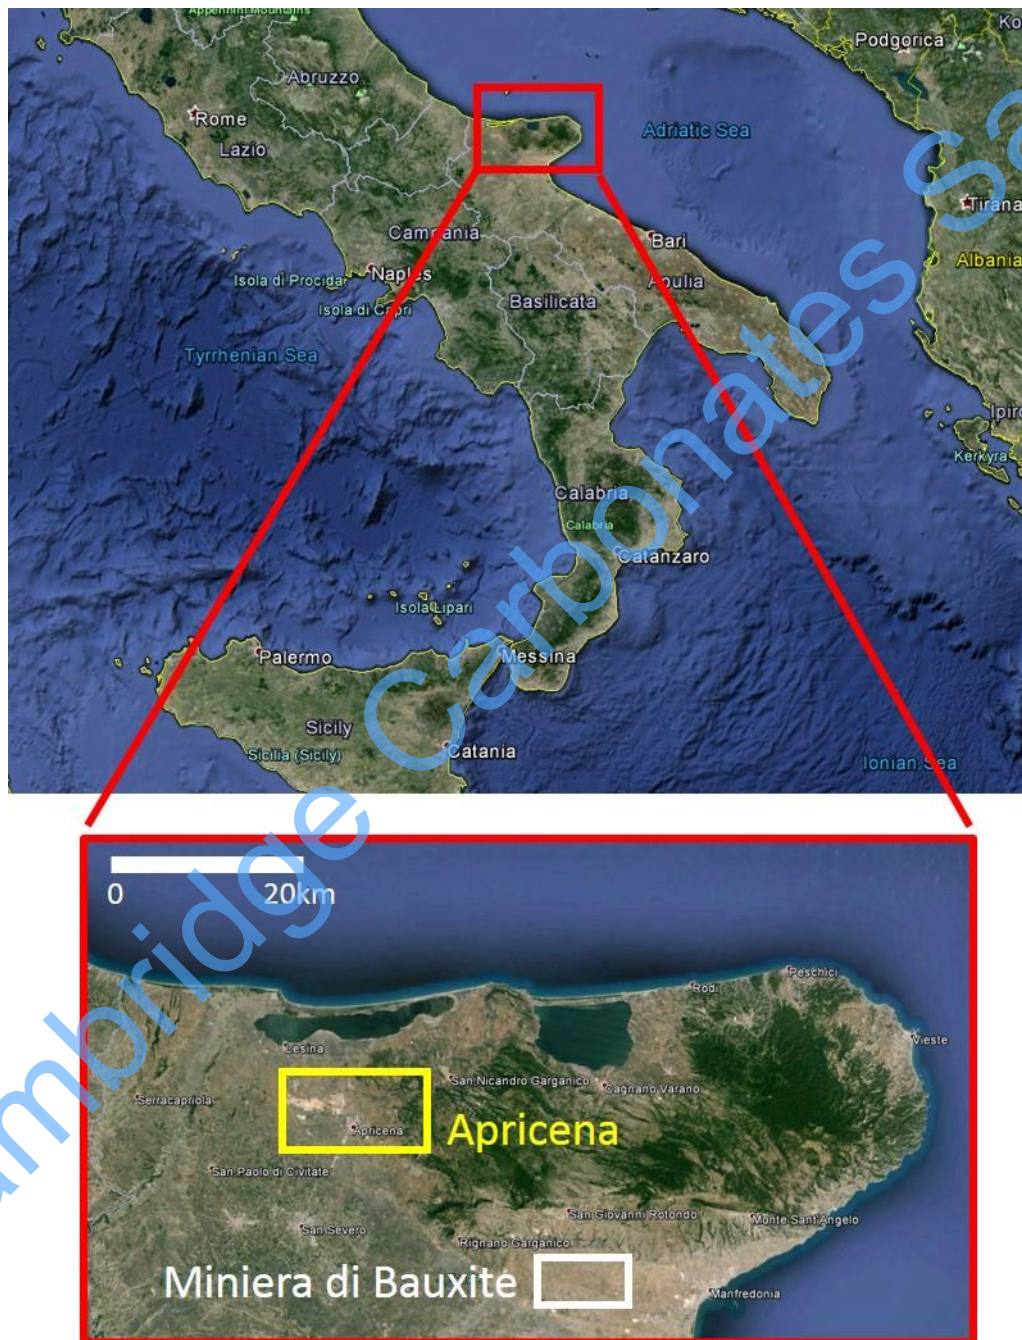 Appennini Mountains
Ko
Podgorica
Abruzzo
Rome
Adriatic Sea
Lazio
Tirana
Campania
Bari
Albania
Naples
Isola di Procida
Apulia
Basilicata
Isola di Capri
Tyrrhenian Sea
Ipiro
Kerkyra
Calabria
Calabria
Catanzaro
Isola Lipari
Messina
Palermo
Sicily
Catania
Sicilia (Sicily)
Ionian Sea
0 20km
Peschici
Rodi
Vieste
Lesina
San Nicandro Garganico
Cagnano Varano
Serracapriola
Apricena
Apricena
San Paolo di Civitate
San Giovanni Rotondo
Monte Sant'Angelo
San Severo
Rignano Garganico
Miniera di Bauxite
Manfredonia
mbridge Carbonates Sa